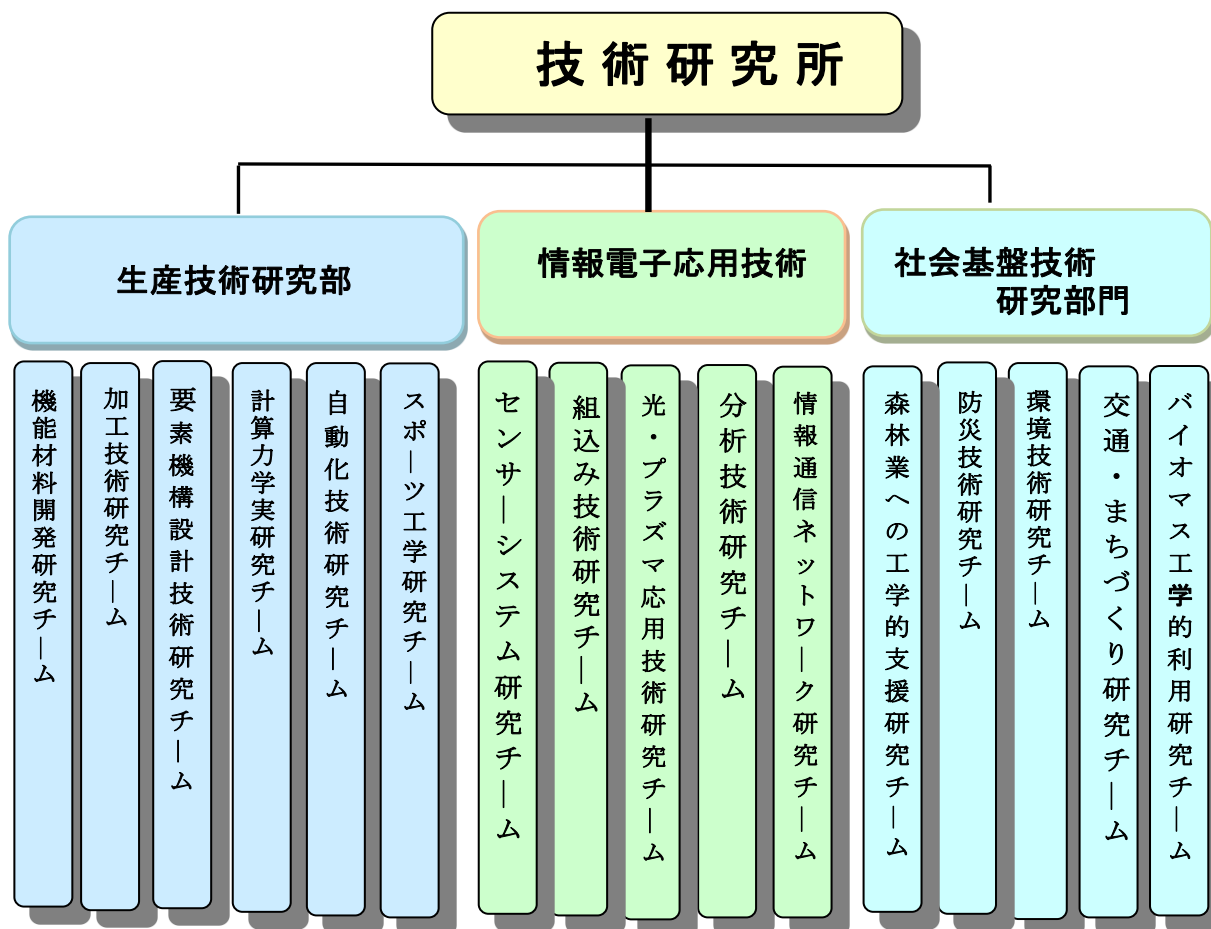 技術研究所
生産技術研究部
情報電子応用技術
社会基盤技術
研究部門
機能材料開発研究チーム
加工技術研究チーム
要素機構設計技術研究チーム
計算力学実研究チーム
自動化技術研究チーム
スポーツ工学研究チーム
センサーシステム研究チーム
組込み技術研究チーム
光・プラズマ応用技術研究チーム
分析技術研究チーム
情報通信ネットワーク研究チーム
森林業への工学的支援研究チーム
防災技術研究チーム
環境技術研究チーム
交通・まちづくり研究チーム
バイオマス工学的利用研究チーム